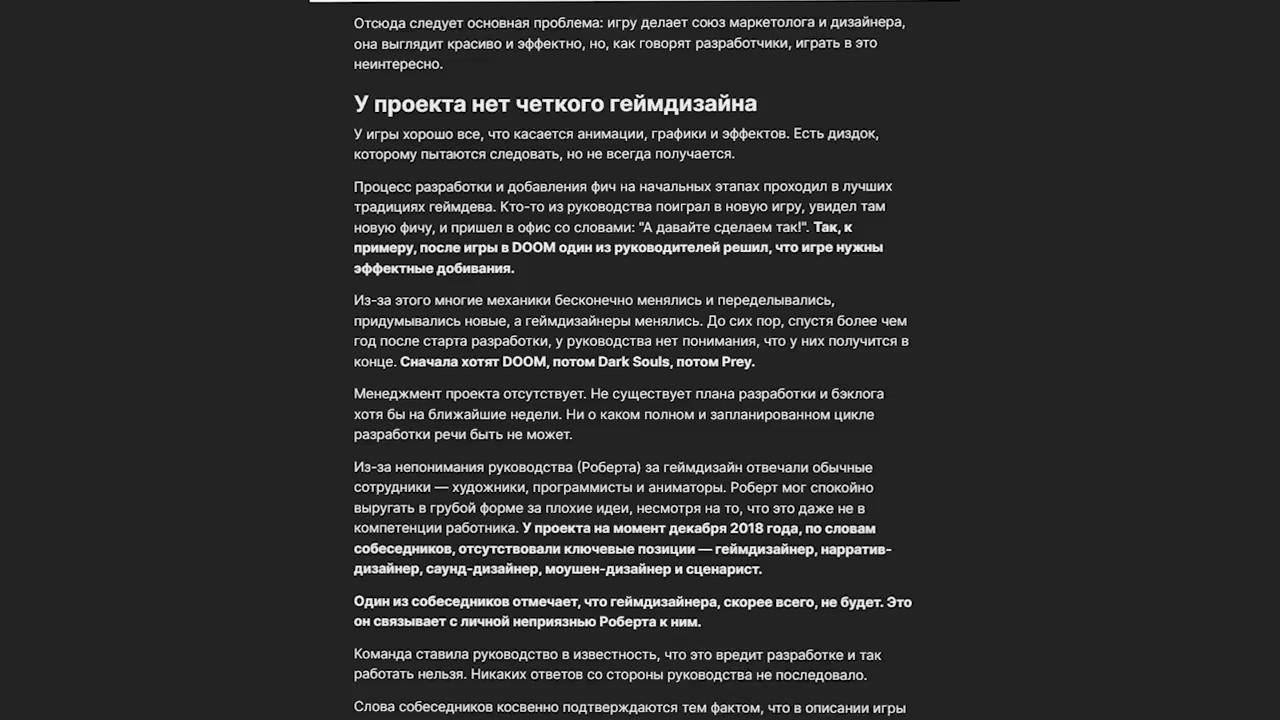 Отсюда следует основная проблема: игру делает союз маркетолога и дизайнера,
она выглядит красиво и эффектно, но, как говорят разработчики, играть в это
неинтересно.
У проекта нет четкого геймдизайна
У игры хорошо все, что касается анимации, графики и эффектов. Есть диздок,
которому пытаются следовать, но не всегда получается.
Процесс разработки и добавления фич на начальных этапах проходил в лучших
традициях геймдева. Кто-то из руководства поиграл в новую игру, увидел там
новую фичу, и пришел в офис со словами: "А давайте сделаем так!". Так, к
примеру, после игры в DOOM один из руководителей решил, что игре нужны
эффектные добивания.
Из-за этого многие механики бесконечно менялись и переделывались,
придумывались новые, а геймдизайнеры менялись. До сих пор, спустя более чем
год после старта разработки, у руководства нет понимания, что у них получится в
конце. Сначала хотят DOOM, потом Dark Souls, потом Prey.
Менеджмент проекта отсутствует. Не существует плана разработки и бэклога
хотя бы на ближайшие недели. Ни о каком полном и запланированном цикле
разработки речи быть не может.
Из-за непонимания руководства (Роберта) за геймдизайн отвечали обычные
сотрудники — художники, программисты и аниматоры. Роберт мог спокойно
выругать в грубой форме за плохие идеи, несмотря на то, что это даже не в
компетенции работника. У проекта на момент декабря 2018 года, по словам
собеседников, отсутствовали ключевые позиции — геймдизайнер, нарратив-
дизайнер, саунд-дизайнер, моушен-дизайнер и сценарист.
Один из собеседников отмечает, что геймдизайнера, скорее всего, не будет. Это
он связывает с личной неприязнью Роберта к ним.
Команда ставила руководство в известность, что это вредит разработке и так
работать нельзя. Никаких ответов со стороны руководства не последовало.
Слова собеседников косвенно подтверждаются тем фактом, что в описании игры